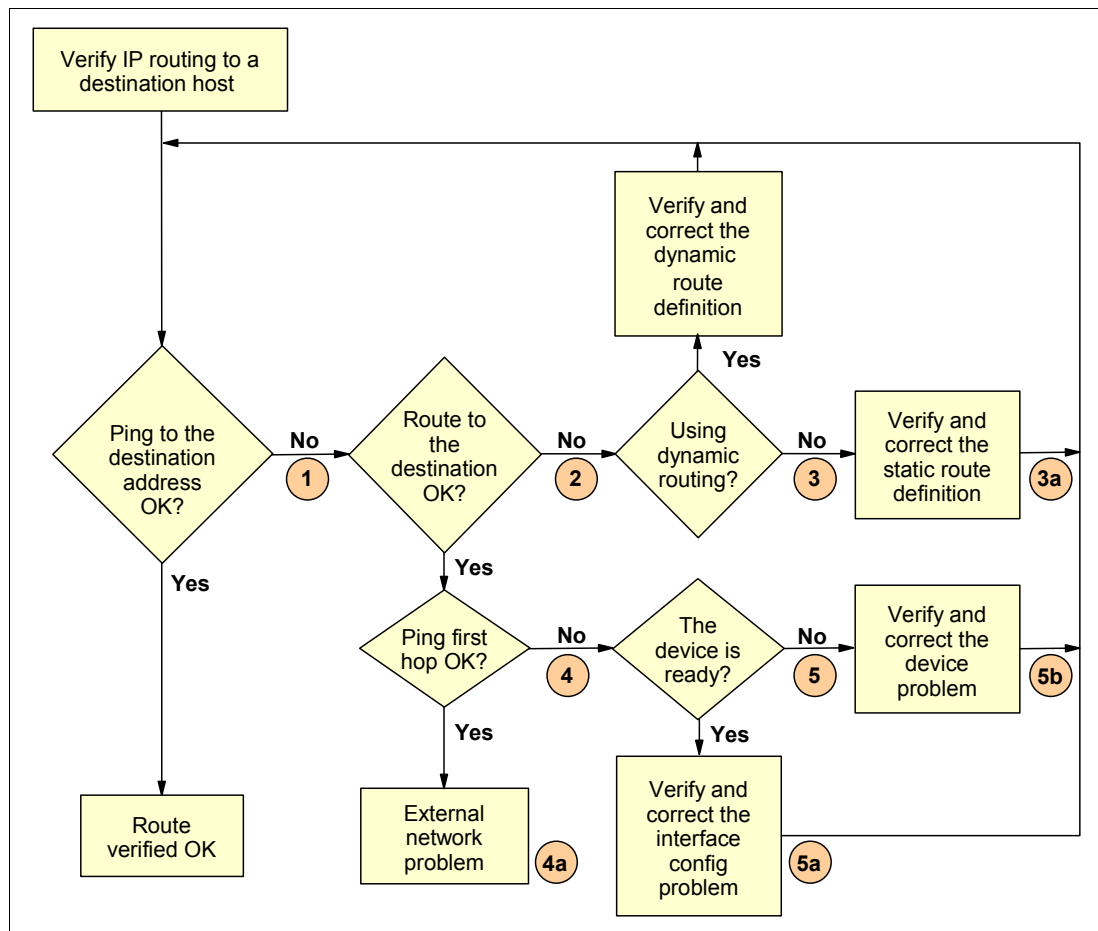 Verify IP routing to a
destination host
Verify and
correct the
dynamic
route
definition
Yes
Ping to the
destination
address
OK?
No
1
Route to
the
destination
OK?
No
2
Using
dynamic
routing?
No
3
Verify and
correct the
static route
definition
3a
Yes
Yes
Ping first
hop OK?
No
4
The
device is
ready?
No
5
Verify and
correct the
device
problem
5b
Yes
Yes
Route
verified OK
External
network
problem
4a
Verify and
correct the
interface
config
problem
5a